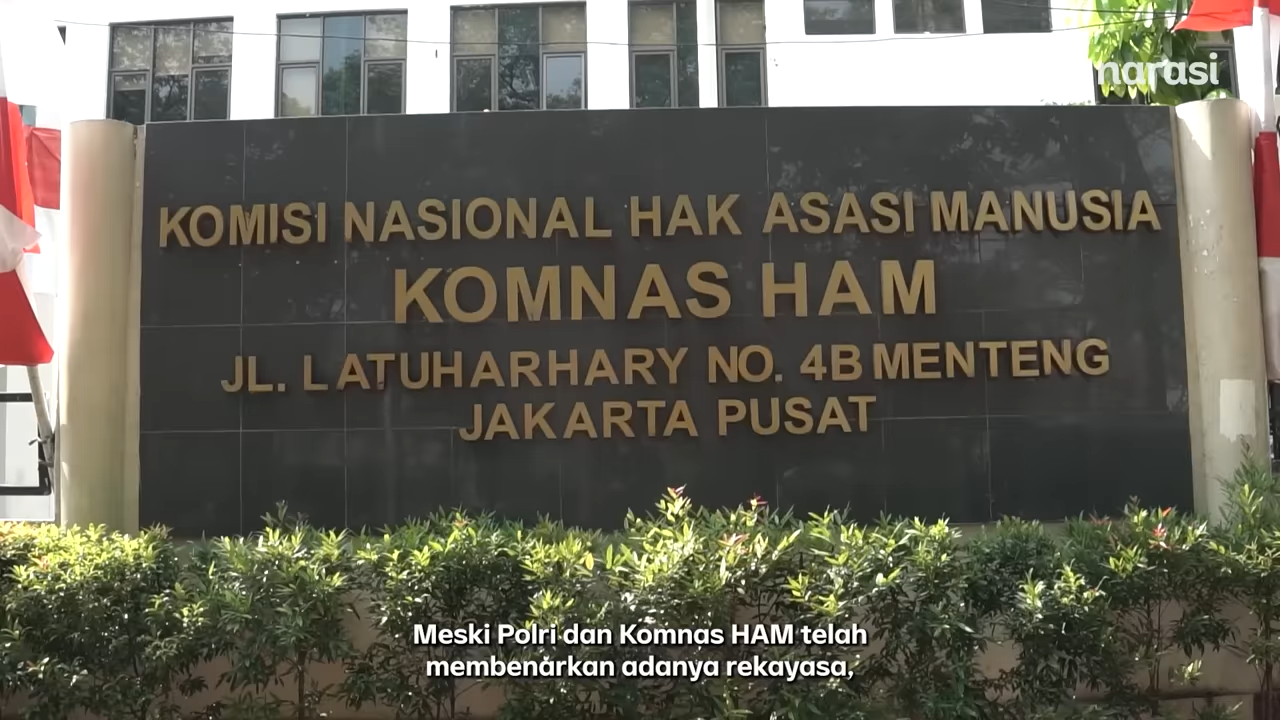 narasi
KOMISI NASIONAL HAK ASASI MANUSIA
KOMNAS HAM
JL. LATUHARHARY NO. 4B MENTENG
JAKARTA PUSAT
Meski Polri dan Komnas HAM telah
membenarkan adanya rekayasa,